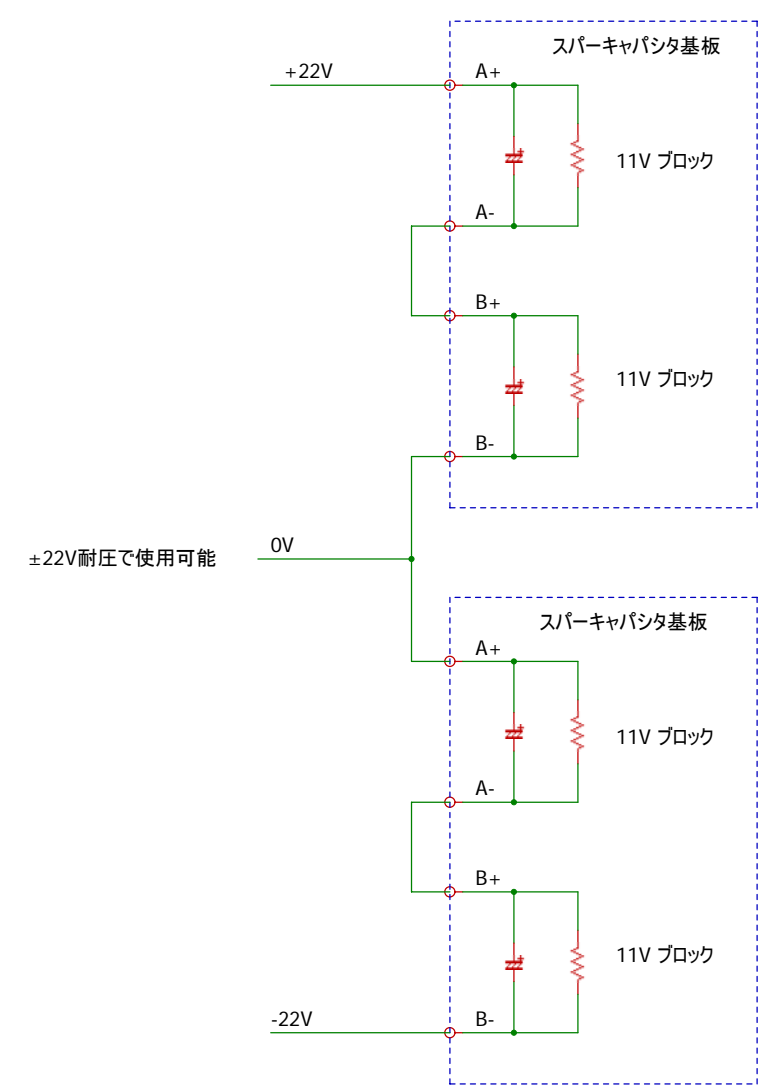 スパーキャパシタ基板
+22V
A+
11V ブロック
A-
B+
11V ブロック
B-
0V
±22V耐圧で使用可能
スパーキャパシタ基板
A+
11V ブロック
A-
B+
11V ブロック
-22V
B-